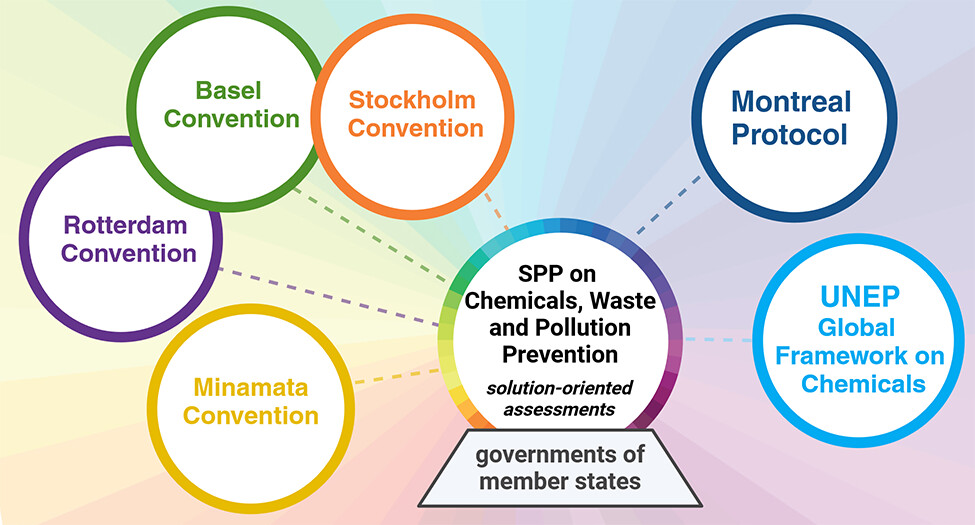 Basel
Convention
Stockholm
Convention
Montreal
Protocol
Rotterdam
Convention
SPP on
Chemicals, Waste
and Pollution
Prevention
solution-oriented
assessments
UNEP
Global
Framework on
Chemicals
Minamata
Convention
governments of
member states